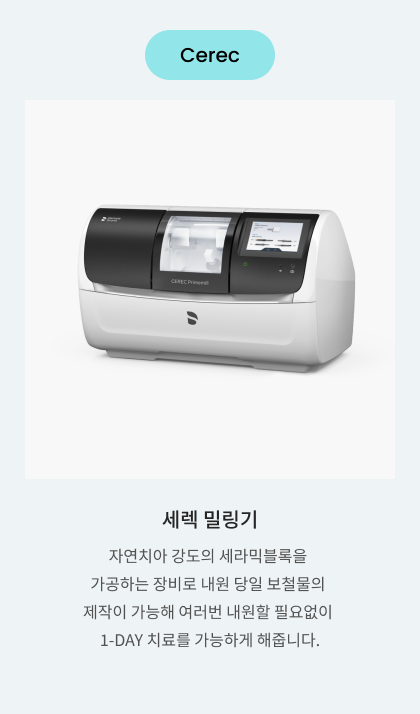 Cerec
CEREC Primemill
세렉 밀링기
자연치아 강도의 세라믹블록을
가공하는 장비로 내원 당일 보철물의
제작이 가능해 여러번 내원할 필요없이
1-DAY 치료를 가능하게 해줍니다.